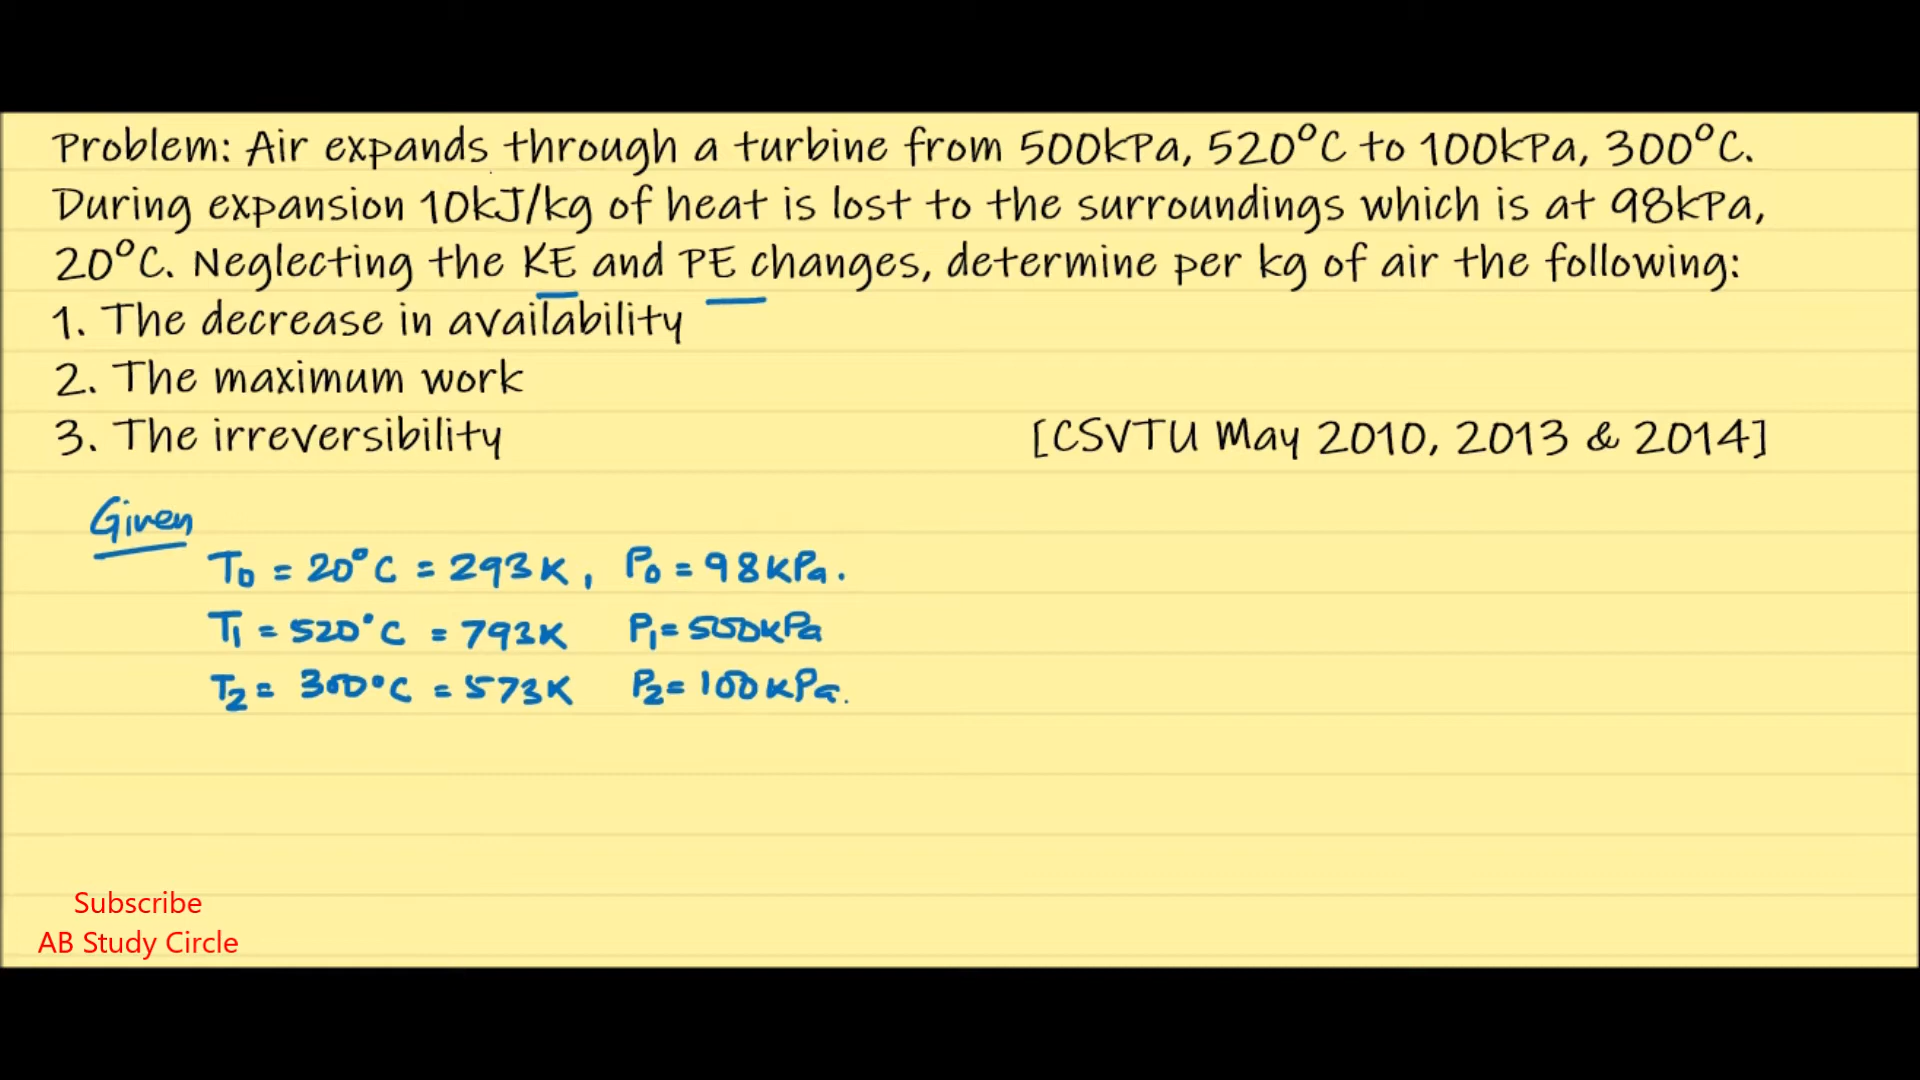 Problem: Air expands through a turbine from 500kPa, 520°C to 100kPa, 300°C.
During expansion 10kJ/kg of heat is lost to the surroundings which is at 98kPa,
20°C. Neglecting the KE and PE changes, determine per kg of air the following:
1. The decrease in availability
2. The maximum work
3. The irreversibility [CSVTU May 2010, 2013 & 2014]
Given
T₀ = 20°C = 293K, P₀ = 98kPa.
T₁ = 520°C = 793K P₁ = 500kPa
T₂ = 300°C = 573K P₂ = 100kPa.
Subscribe
AB Study Circle